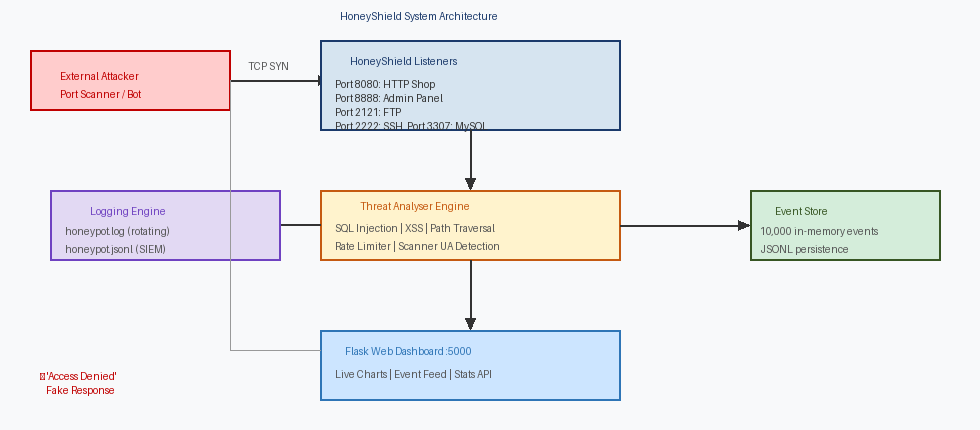 HoneyShield System Architecture
External Attacker
Port Scanner / Bot
TCP SYN
HoneyShield Listeners
Port 8080: HTTP Shop
Port 8888: Admin Panel
Port 2121: FTP
Port 2222: SSH Port 3307: MySQL
Logging Engine
honeypot.log (rotating)
honeypot.jsonl (SIEM)
Threat Analyser Engine
SQL Injection | XSS | Path Traversal
Rate Limiter | Scanner UA Detection
Event Store
10,000 in-memory events
JSONL persistence
Flask Web Dashboard :5000
Live Charts | Event Feed | Stats API
'Access Denied'
Fake Response